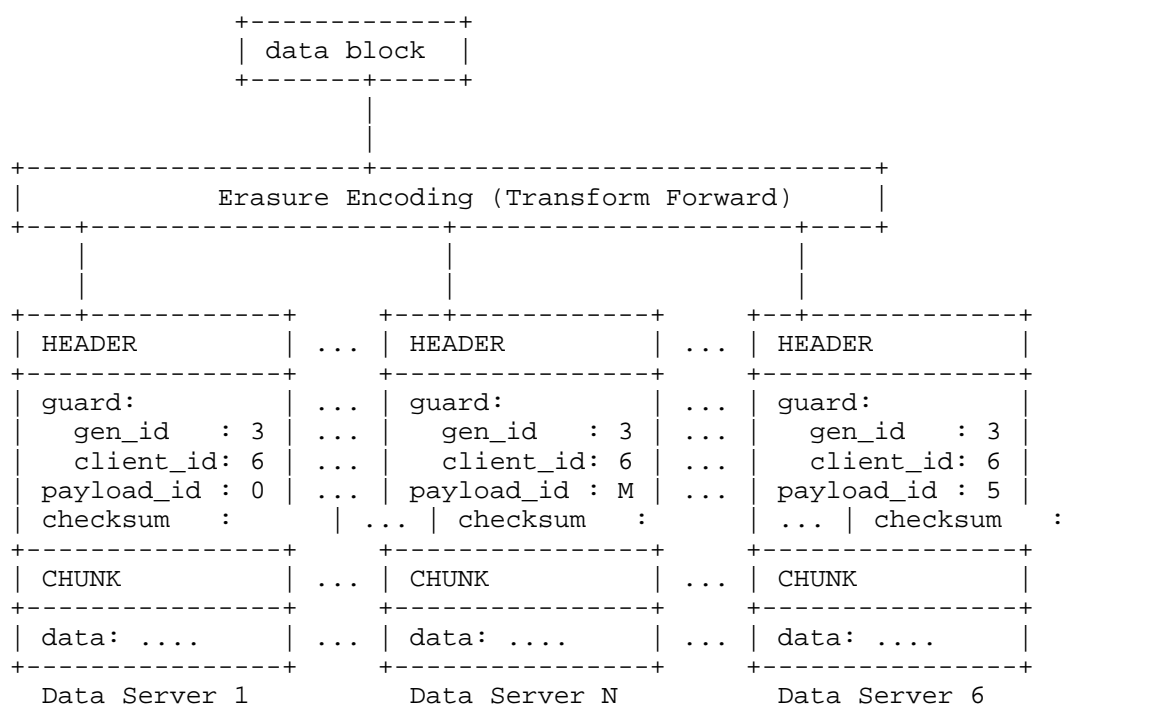 +-------------+
                | data block  |
                +-------+-----+
                        |
                        |
+-----------------------+---------------------------------+
|             Erasure Encoding (Transform Forward)      |
+---+-----------------------+----------------------+----+
    |                       |                      |
    |                       |                      |
+---+------------+     +---+------------+     +--+-------------+
| HEADER         | ... | HEADER         | ... | HEADER         |
+----------------+     +----------------+     +----------------+
| guard:         | ... | guard:         | ... | guard:         |
|   gen_id   : 3 | ... |   gen_id   : 3 | ... |   gen_id   : 3 |
|   client_id: 6 | ... |   client_id: 6 | ... |   client_id: 6 |
| payload_id : 0 | ... | payload_id : M | ... | payload_id : 5 |
| checksum   :       | ... | checksum   :       | ... | checksum   :
+----------------+     +----------------+     +----------------+
| CHUNK          | ... | CHUNK          | ... | CHUNK          |
+----------------+     +----------------+     +----------------+
| data: ....     | ... | data: ....     | ... | data: ....     |
+----------------+     +----------------+     +----------------+
  Data Server 1          Data Server N          Data Server 6